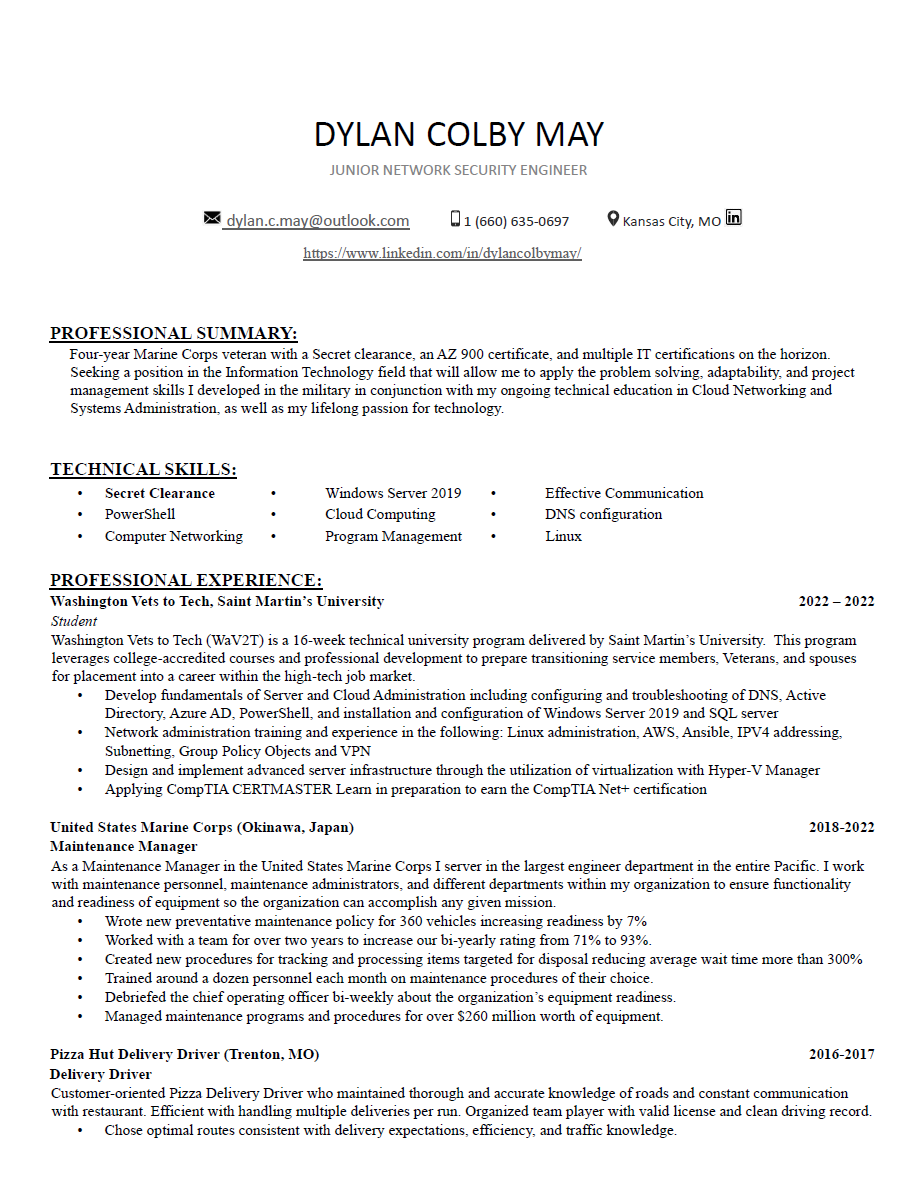 DYLAN COLBY MAY
JUNIOR NETWORK SECURITY ENGINEER
dylan.c.may@outlook.com 1 (660) 635-0697 Kansas City, MO in
https://www.linkedin.com/in/dylancolbymay/
PROFESSIONAL SUMMARY:
Four-year Marine Corps veteran with a Secret clearance, an AZ 900 certificate, and multiple IT certifications on the horizon.
Seeking a position in the Information Technology field that will allow me to apply the problem solving, adaptability, and project
management skills I developed in the military in conjunction with my ongoing technical education in Cloud Networking and
Systems Administration, as well as my lifelong passion for technology.
TECHNICAL SKILLS:
• Secret Clearance • Windows Server 2019 • Effective Communication
• PowerShell • Cloud Computing • DNS configuration
• Computer Networking • Program Management • Linux
PROFESSIONAL EXPERIENCE:
Washington Vets to Tech, Saint Martin’s University 2022 – 2022
Student
Washington Vets to Tech (WaV2T) is a 16-week technical university program delivered by Saint Martin’s University. This program
leverages college-accredited courses and professional development to prepare transitioning service members, Veterans, and spouses
for placement into a career within the high-tech job market.
• Develop fundamentals of Server and Cloud Administration including configuring and troubleshooting of DNS, Active
Directory, Azure AD, PowerShell, and installation and configuration of Windows Server 2019 and SQL server
• Network administration training and experience in the following: Linux administration, AWS, Ansible, IPV4 addressing,
Subnetting, Group Policy Objects and VPN
• Design and implement advanced server infrastructure through the utilization of virtualization with Hyper-V Manager
• Applying CompTIA CERTMASTER Learn in preparation to earn the CompTIA Net+ certification
United States Marine Corps (Okinawa, Japan) 2018-2022
Maintenance Manager
As a Maintenance Manager in the United States Marine Corps I server in the largest engineer department in the entire Pacific. I work
with maintenance personnel, maintenance administrators, and different departments within my organization to ensure functionality
and readiness of equipment so the organization can accomplish any given mission.
• Wrote new preventative maintenance policy for 360 vehicles increasing readiness by 7%
• Worked with a team for over two years to increase our bi-yearly rating from 71% to 93%.
• Created new procedures for tracking and processing items targeted for disposal reducing average wait time more than 300%
• Trained around a dozen personnel each month on maintenance procedures of their choice.
• Debriefed the chief operating officer bi-weekly about the organization’s equipment readiness.
• Managed maintenance programs and procedures for over $260 million worth of equipment.
Pizza Hut Delivery Driver (Trenton, MO) 2016-2017
Delivery Driver
Customer-oriented Pizza Delivery Driver who maintained thorough and accurate knowledge of roads and constant communication
with restaurant. Efficient with handling multiple deliveries per run. Organized team player with valid license and clean driving record.
• Chose optimal routes consistent with delivery expectations, efficiency, and traffic knowledge.